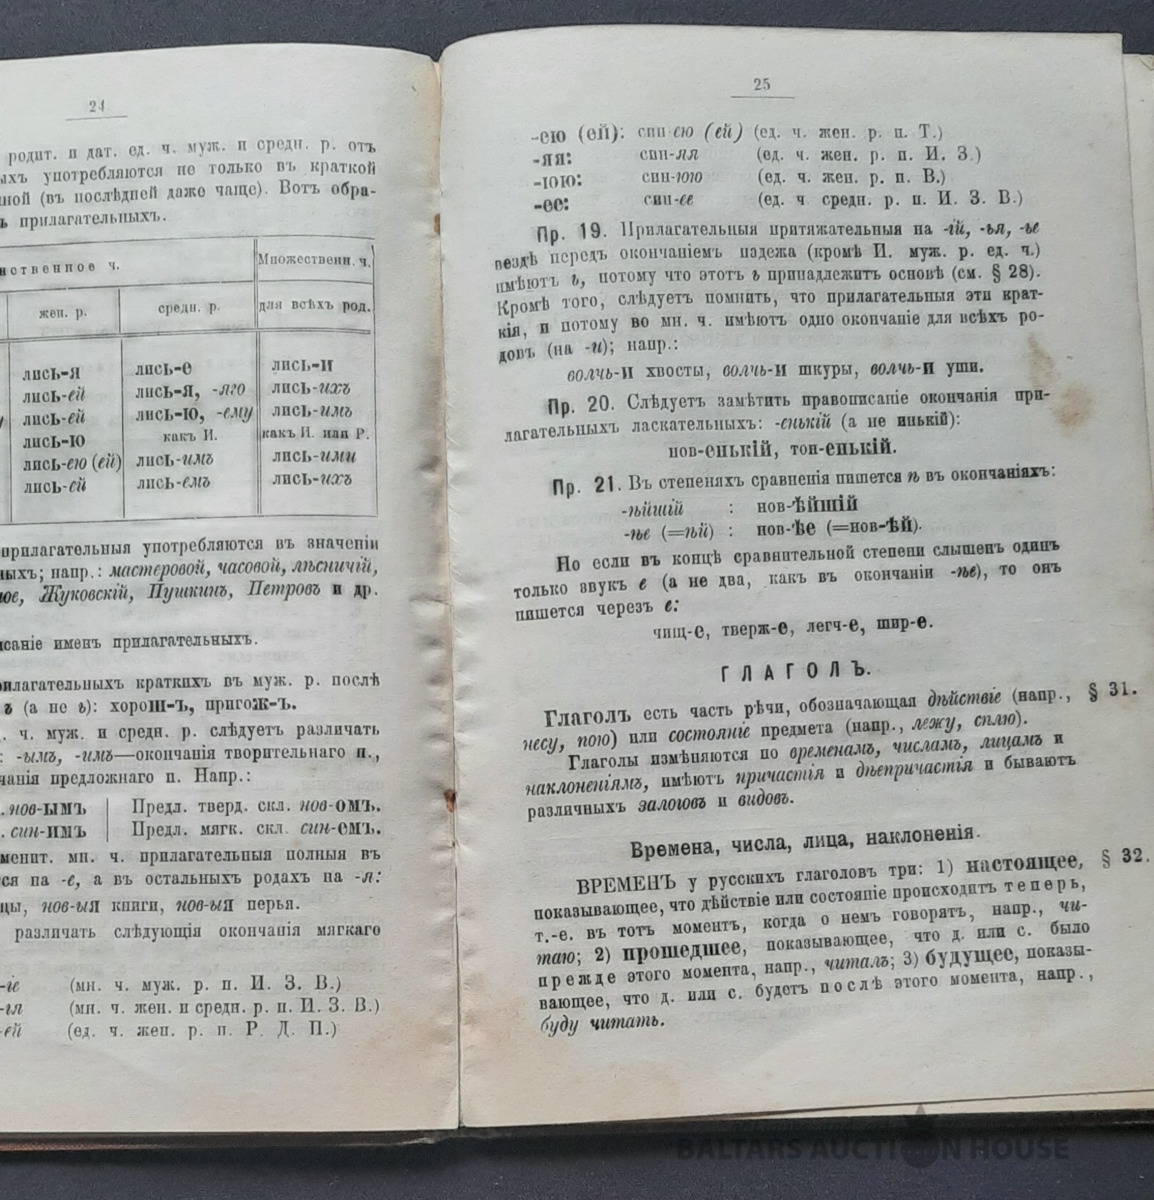 24
родит. и дат. ед. ч. муж. и средн. р. отъ
ыхъ употребляются не только въ краткой
ной (въ послѣдней даже чаще). Вотъ обра-
ъ прилагательныхъ.
нственное ч. Множественн. ч.
жен. р. средн. р. для всѣхъ род.
лисЬ-я лисЬ-е лисЬ-и
лисЬ-ей лисЬ-я, -яго лисЬ-ихъ
лисЬ-ей лисЬ-ю, -ему лисЬ-имъ
лисЬ-ю какъ И. какъ И. или Р.
лисЬ-ею (ей) лисЬ-имъ лисЬ-ими
лисЬ-ей лисЬ-емъ лисЬ-ихъ
прилагательныя употребляются въ значеніи
ныхъ; напр.: мастеровой, часовой, лѣсничій,
ое, Жуковскій, Пушкинъ, Петровъ и др.
исаніе именъ прилагательныхъ.
рилагательныхъ краткихъ въ муж. р. послѣ
ъ (а не ь): хорош-ъ, пригож-ъ.
. ч. муж. и средн. р. слѣдуетъ различать
: -ымъ, -имъ—окончанія творительнаго п.,
чанія предложнаго п. Напр.:
. нов-ымъ Предл. тверд. скл. нов-омъ.
. син-имъ Предл. мягк. скл. син-емъ.
менит. мн. ч. прилагательныя полныя въ
ся на -е, а въ остальныхъ родахъ на -я:
цы, нов-ыя книги, нов-ыя перья.
различать слѣдующія окончанія мягкаго
-іе (мн. ч. муж. р. п. И. З. В.)
-ія (мн. ч. жен. и средн. р. п. И. З. В.)
-ей (ед. ч. жен. р. п. Р. Д. П.)
25
-ею (ей): син-ею (ей) (ед. ч. жен. р. п. Т.)
-яя: син-яя (ед. ч. жен. р. п. И. З.)
-юю: син-юю (ед. ч. жен. р. п. В.)
-ее: син-ее (ед. ч. средн. р. п. И. З. В.)
Пр. 19. Прилагательныя притяжательныя на -ій, -ья, -ье
вездѣ передъ окончаніемъ падежа (кромѣ И. муж. р. ед. ч.)
имѣютъ ь, потому что этотъ ь принадлежитъ основѣ (см. § 28).
Кромѣ того, слѣдуетъ помнить, что прилагательныя эти крат-
кія, и потому во мн. ч. имѣютъ одно окончаніе для всѣхъ ро-
довъ (на -и); напр.:
волчь-и хвосты, волчь-и шкуры, волчь-и уши.
Пр. 20. Слѣдуетъ замѣтить правописаніе окончанія при-
лагательныхъ ласкательныхъ: -енькій (а не инькій):
нов-енькій, тон-енькій.
Пр. 21. Въ степеняхъ сравненія пишется ѣ въ окончаніяхъ:
-ѣйшій : нов-ѣйшій
-ѣе (=ѣй) : нов-ѣе (=нов-ѣй).
Но если въ концѣ сравнительной степени слышенъ одинъ
только звукъ е (а не два, какъ въ окончаніи -ѣе), то онъ
пишется черезъ е:
чищ-е, тверж-е, легч-е, шир-е.
ГЛАГОЛЪ.
Глаголъ есть часть рѣчи, обозначающая дѣйствіе (напр., § 31.
несу, пою) или состояніе предмета (напр., лежу, сплю).
Глаголы измѣняются по временамъ, числамъ, лицамъ и
наклоненіямъ, имѣютъ причастія и дѣепричастія и бываютъ
различныхъ залоговъ и видовъ.
Времена, числа, лица, наклоненія.
ВРЕМЕНЪ у русскихъ глаголовъ три: 1) настоящее, § 32.
показывающее, что дѣйствіе или состояніе происходитъ теперь,
т.-е. въ тотъ моментъ, когда о немъ говорятъ, напр., чи-
таю; 2) прошедшее, показывающее, что д. или с. было
прежде этого момента, напр., читалъ; 3) будущее, показы-
вающее, что д. или с. будетъ послѣ этого момента, напр.,
буду читать.
BALTARS AUCTION HOUSE